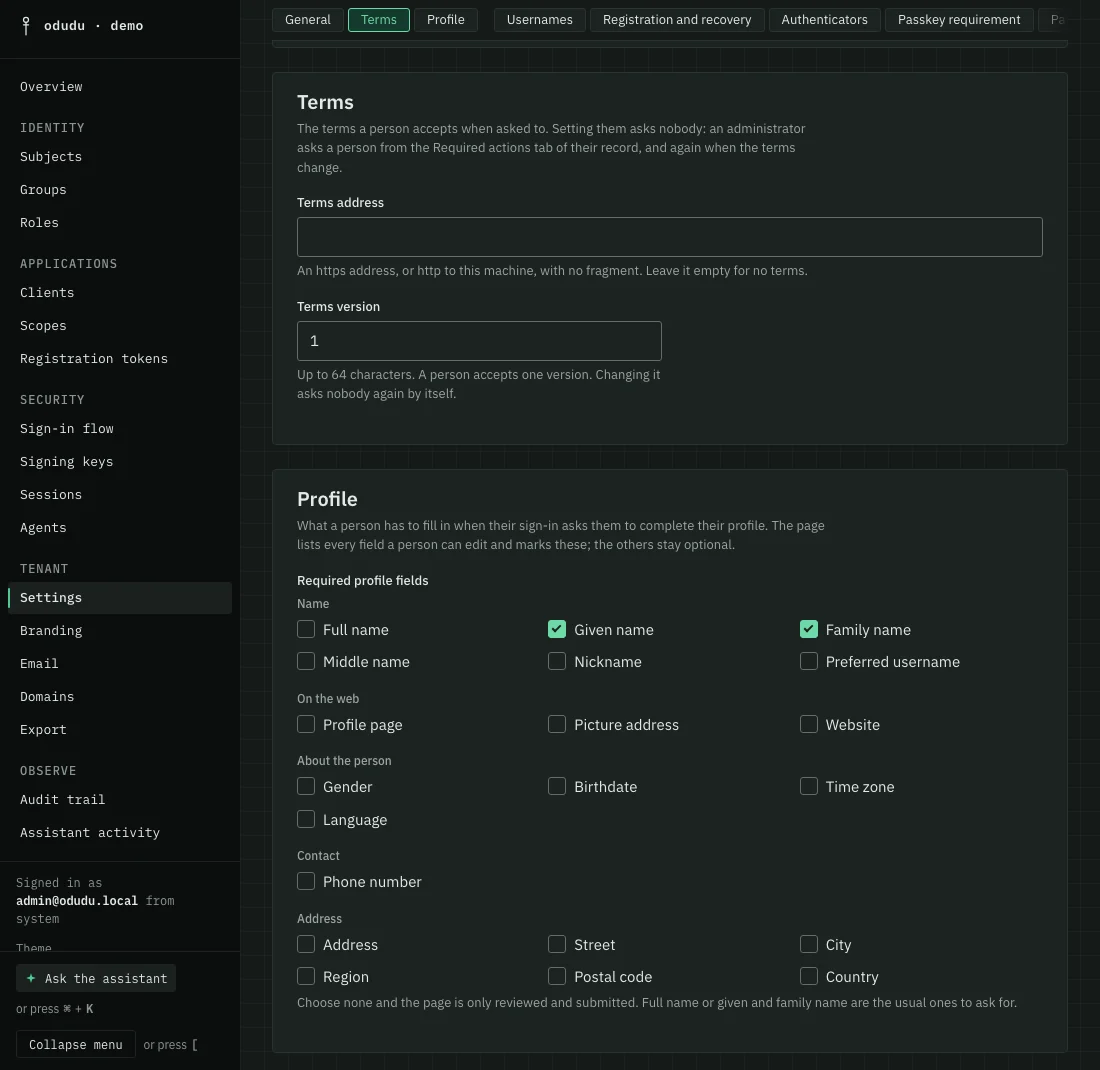 odudu · demo
General
Terms
Profile
Usernames
Registration and recovery
Authenticators
Passkey requirement
Pa
Overview
IDENTITY
Subjects
Groups
Roles
APPLICATIONS
Clients
Scopes
Registration tokens
SECURITY
Sign-in flow
Signing keys
Sessions
Agents
TENANT
Settings
Branding
Email
Domains
Export
OBSERVE
Audit trail
Assistant activity
Signed in as
admin@odudu.local from
system
Theme
Ask the assistant
or press ⌘ + K
Collapse menu or press [
Terms
The terms a person accepts when asked to. Setting them asks nobody: an administrator
asks a person from the Required actions tab of their record, and again when the terms
change.
Terms address
An https address, or http to this machine, with no fragment. Leave it empty for no terms.
Terms version
1
Up to 64 characters. A person accepts one version. Changing it
asks nobody again by itself.
Profile
What a person has to fill in when their sign-in asks them to complete their profile. The page
lists every field a person can edit and marks these; the others stay optional.
Required profile fields
Name
Full name Given name Family name
Middle name Nickname Preferred username
On the web
Profile page Picture address Website
About the person
Gender Birthdate Time zone
Language
Contact
Phone number
Address
Address Street City
Region Postal code Country
Choose none and the page is only reviewed and submitted. Full name or given and family name are the usual ones to ask for.